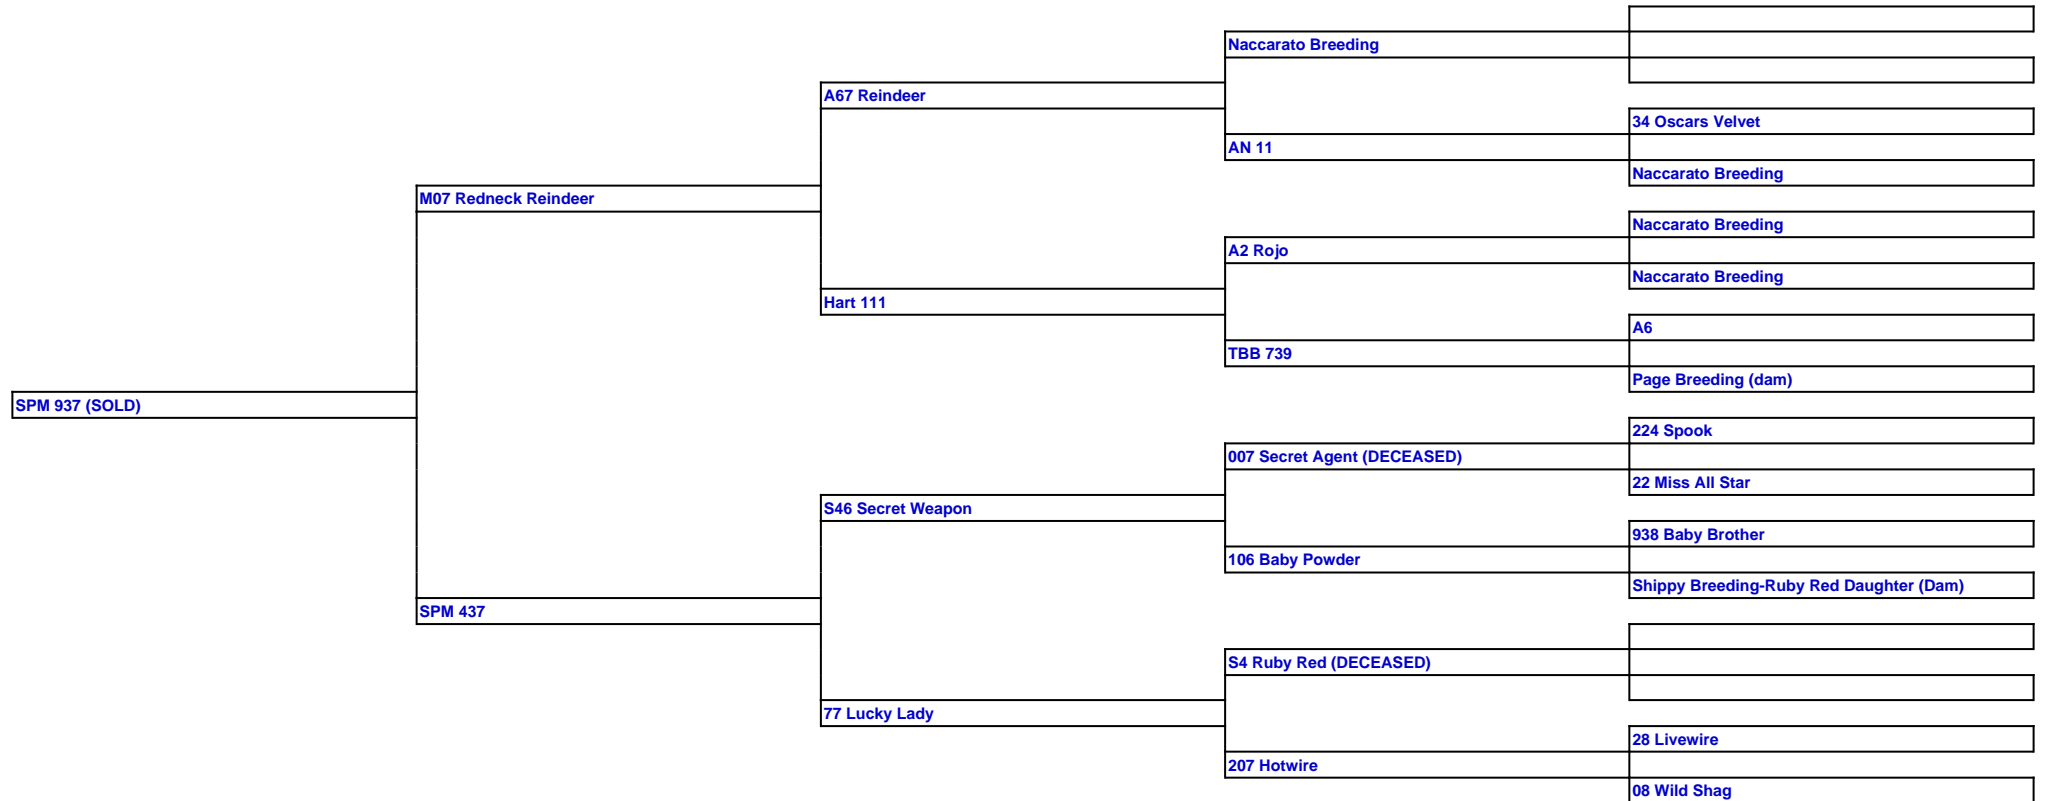 Naccarato Breeding
A67 Reindeer
34 Oscars Velvet
AN 11
Naccarato Breeding
M07 Redneck Reindeer
Naccarato Breeding
A2 Rojo
Naccarato Breeding
Hart 111
A6
TBB 739
Page Breeding (dam)
SPM 937 (SOLD)
224 Spook
007 Secret Agent (DECEASED)
22 Miss All Star
S46 Secret Weapon
938 Baby Brother
106 Baby Powder
Shippy Breeding-Ruby Red Daughter (Dam)
SPM 437
S4 Ruby Red (DECEASED)
77 Lucky Lady
28 Livewire
207 Hotwire
08 Wild Shag